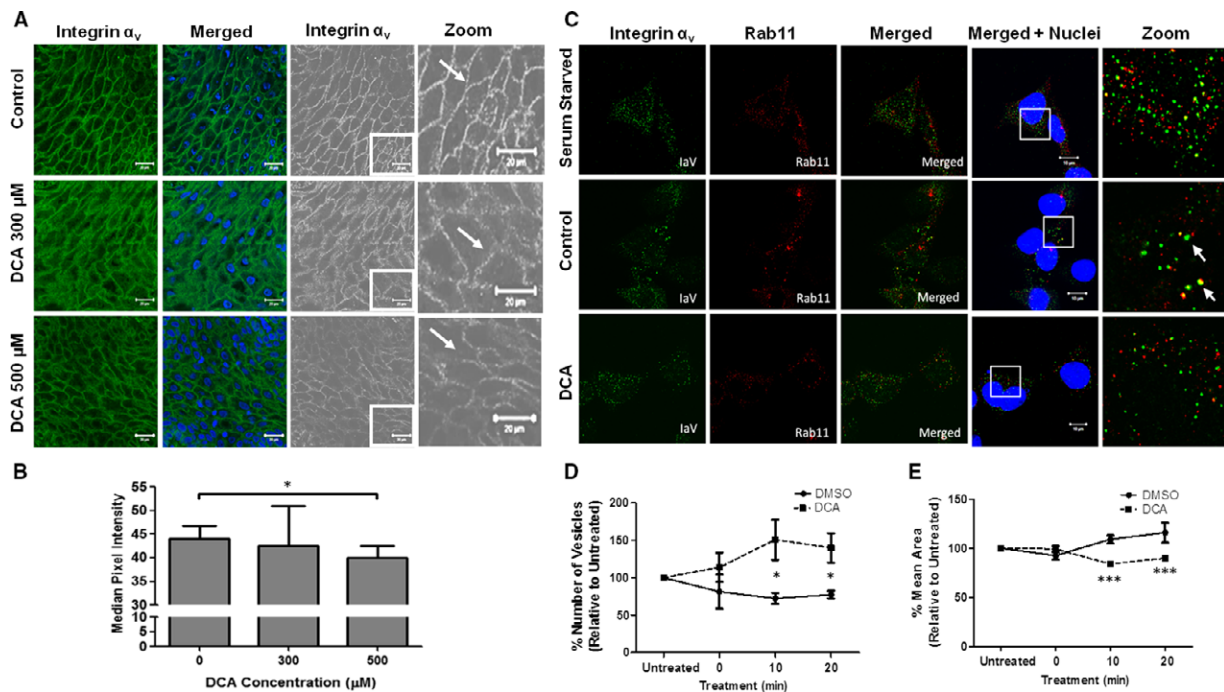 A
Integrin αv Merged Integrin αv Zoom
Control
20 µm
DCA 300 µM
20 µm
DCA 500 µM
20 µm
B
*
Median Pixel Intensity
55
50
45
40
35
30
10
8
6
4
2
0
0 300 500
DCA Concentration (µM)
C
Integrin αv Rab11 Merged Merged + Nuclei Zoom
Serum Starved
IaV Rab11 Merged
Control
IaV Rab11 Merged
DCA
IaV Rab11 Merged
D
% Number of Vesicles
(Relative to Untreated)
DMSO
DCA
200
150
100
50
0
* *
Untreated 0 10 20
Treatment (min)
E
% Mean Area
(Relative to Untreated)
DMSO
DCA
150
100
50
0
*** ***
Untreated 0 10 20
Treatment (min)